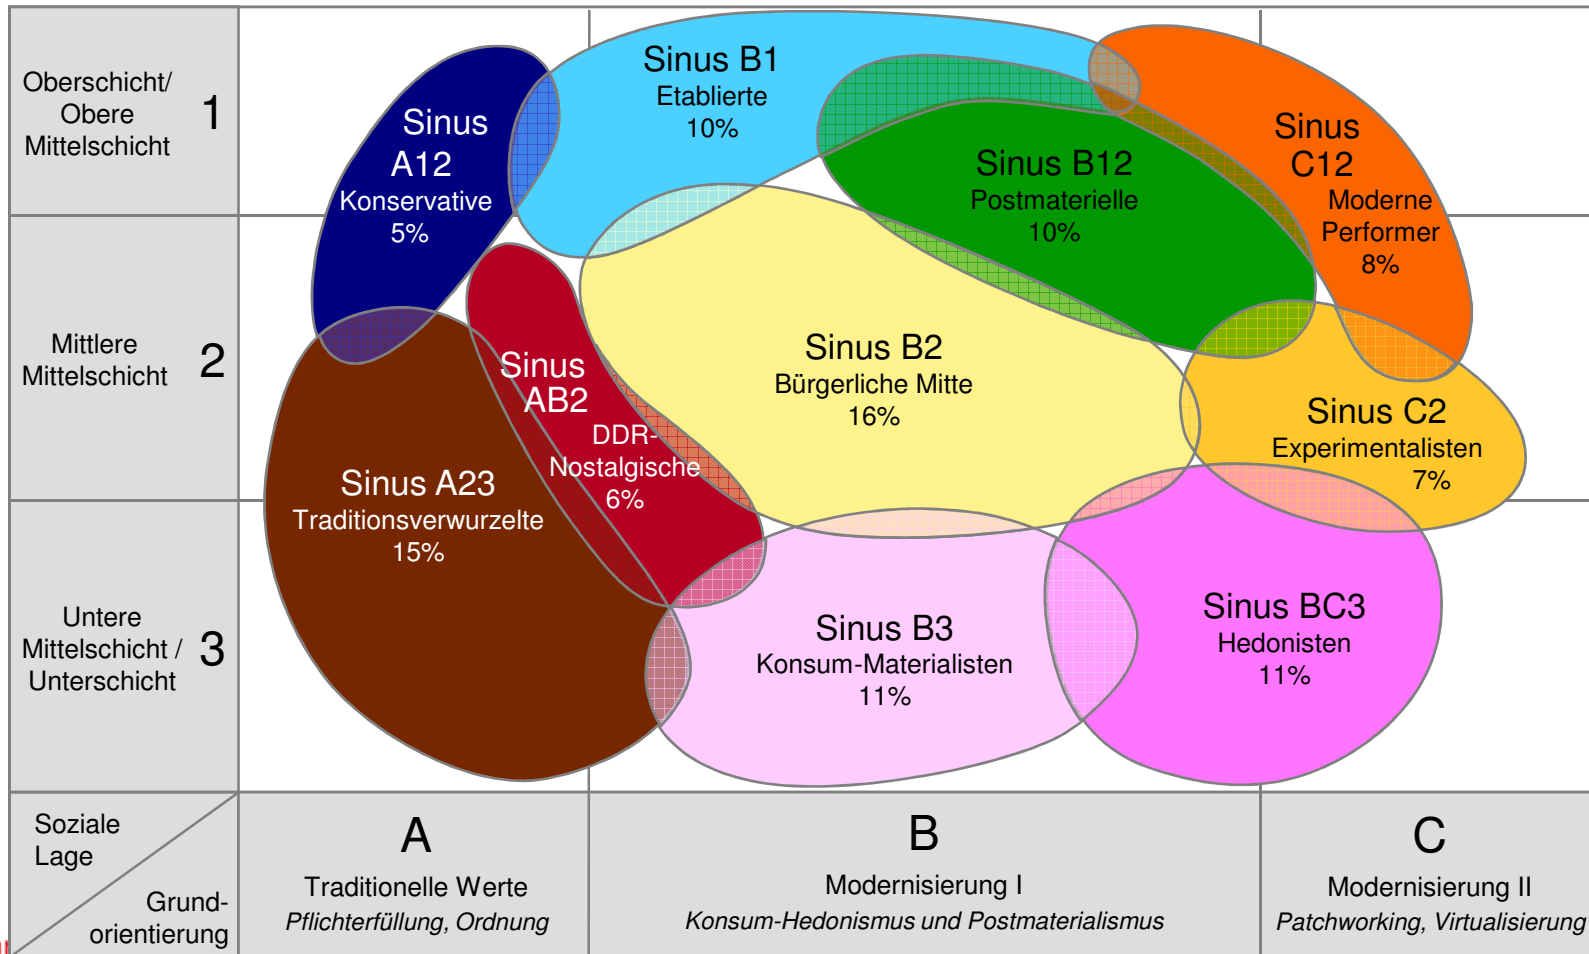 Oberschicht/
Obere
Mittelschicht
1
Mittlere
Mittelschicht
2
Untere
Mittelschicht /
Unterschicht
3
Sinus
A12
Konservative
5%
Sinus B1
Etablierte
10%
Sinus B12
Postmaterielle
10%
Sinus
C12
Moderne
Performer
8%
Sinus
AB2
DDR-
Nostalgische
6%
Sinus B2
Bürgerliche Mitte
16%
Sinus C2
Experimentalisten
7%
Sinus A23
Traditionsverwurzelte
15%
Sinus B3
Konsum-Materialisten
11%
Sinus BC3
Hedonisten
11%
Soziale
Lage
Grund-
orientierung
A
Traditionelle Werte
Pflichterfüllung, Ordnung
B
Modernisierung I
Konsum-Hedonismus und Postmaterialismus
C
Modernisierung II
Patchworking, Virtualisierung